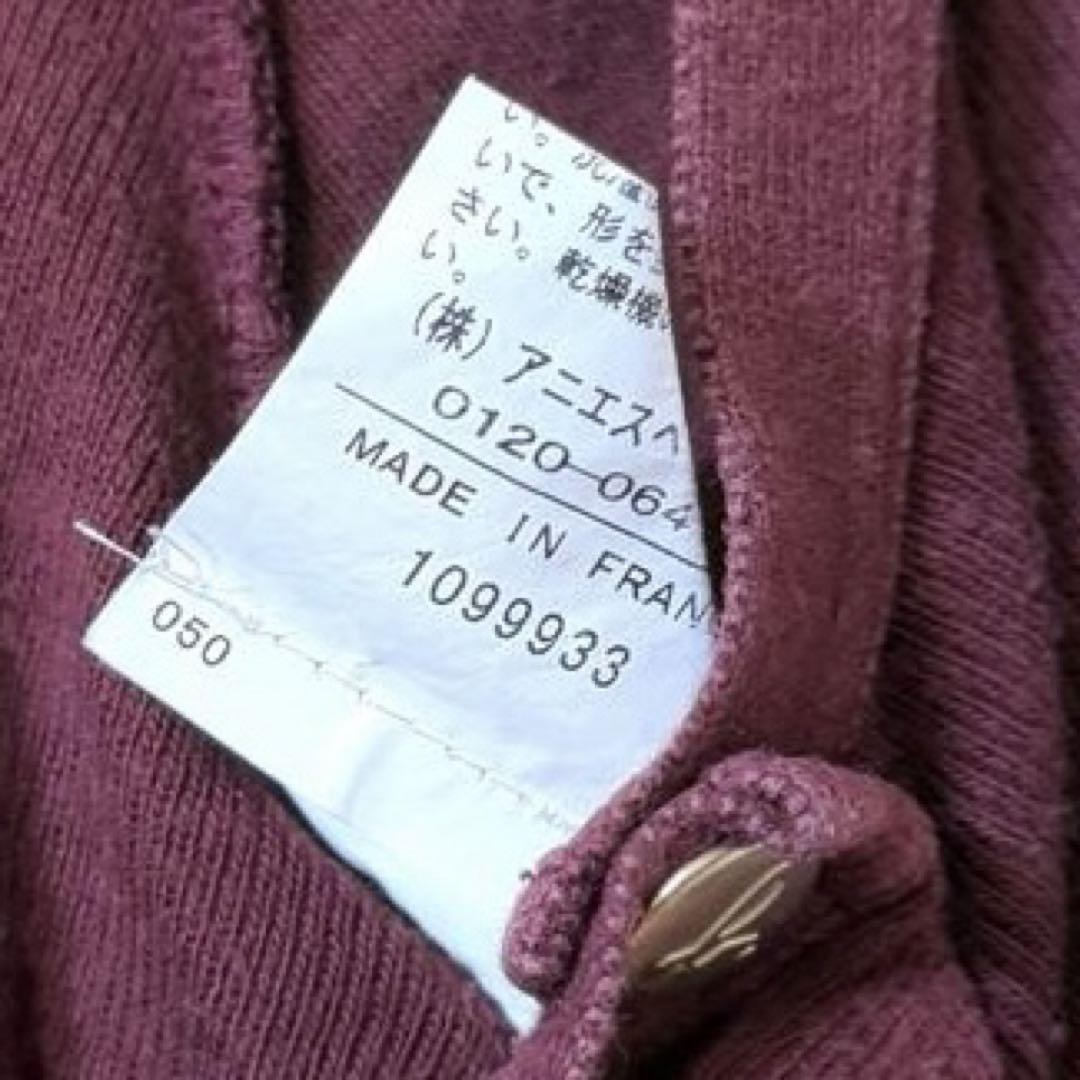 い。
いで、形を
さい。乾燥機
い。
(株) アニエスベ
0120-064
MADE IN FRAN
1099933
050